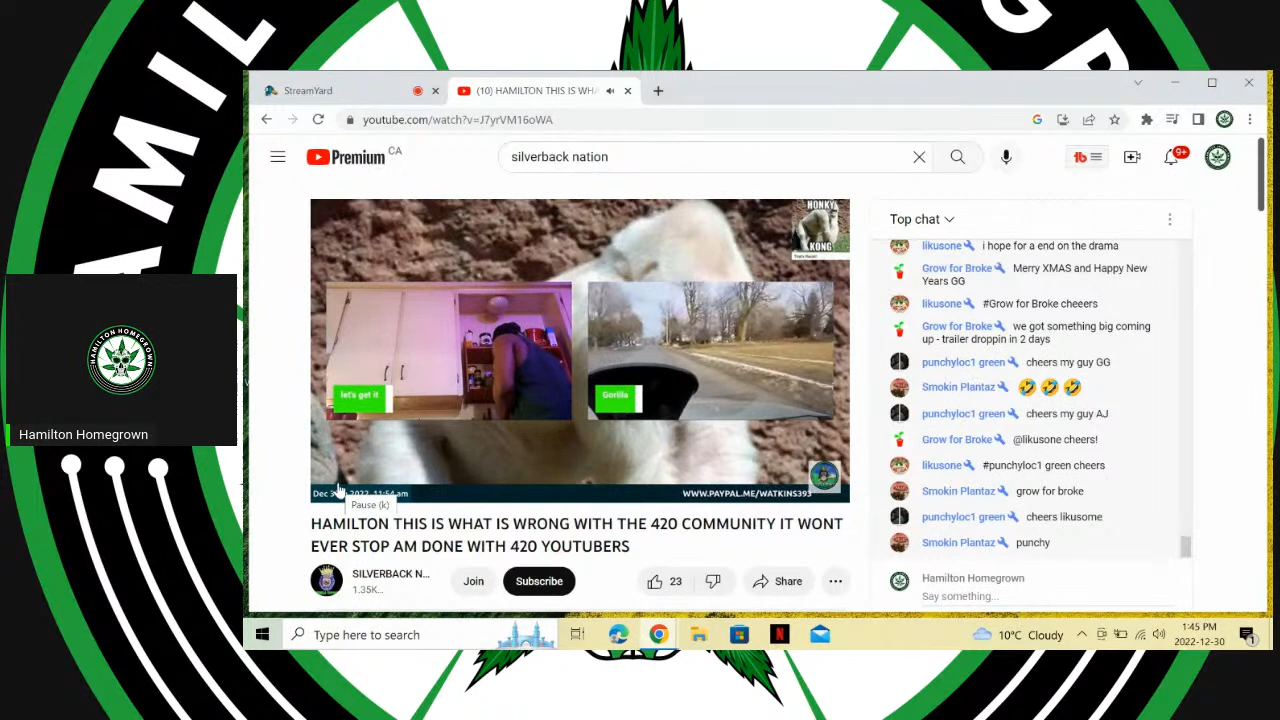 StreamYard
(10) HAMILTON THIS IS WHA
youtube.com/watch?v=J7yrVM16oWA
Premium CA
silverback nation
9+
HONKY
KONG
let's get it
Gorilla
WWW.PAYPAL.ME/WATKINS393
Pause (k)
HAMILTON THIS IS WHAT IS WRONG WITH THE 420 COMMUNITY IT WONT
EVER STOP AM DONE WITH 420 YOUTUBERS
SILVERBACK N...
1.35K...
Join
Subscribe
23
Share
Top chat
likusone i hope for a end on the drama
Grow for Broke Merry XMAS and Happy New
Years GG
likusone #Grow for Broke cheeers
Grow for Broke we got something big coming
up - trailer droppin in 2 days
punchyloc1 green cheers my guy GG
Smokin Plantaz 🤣 🤣 🤣
punchyloc1 green cheers my guy AJ
Grow for Broke @likusone cheers!
likusone #punchyloc1 green cheers
Smokin Plantaz grow for broke
punchyloc1 green cheers likusome
Smokin Plantaz punchy
Hamilton Homegrown
Say something...
HAMILTON HOMEGROWN
Hamilton Homegrown
Type here to search
10°C Cloudy
1:45 PM
2022-12-30
1